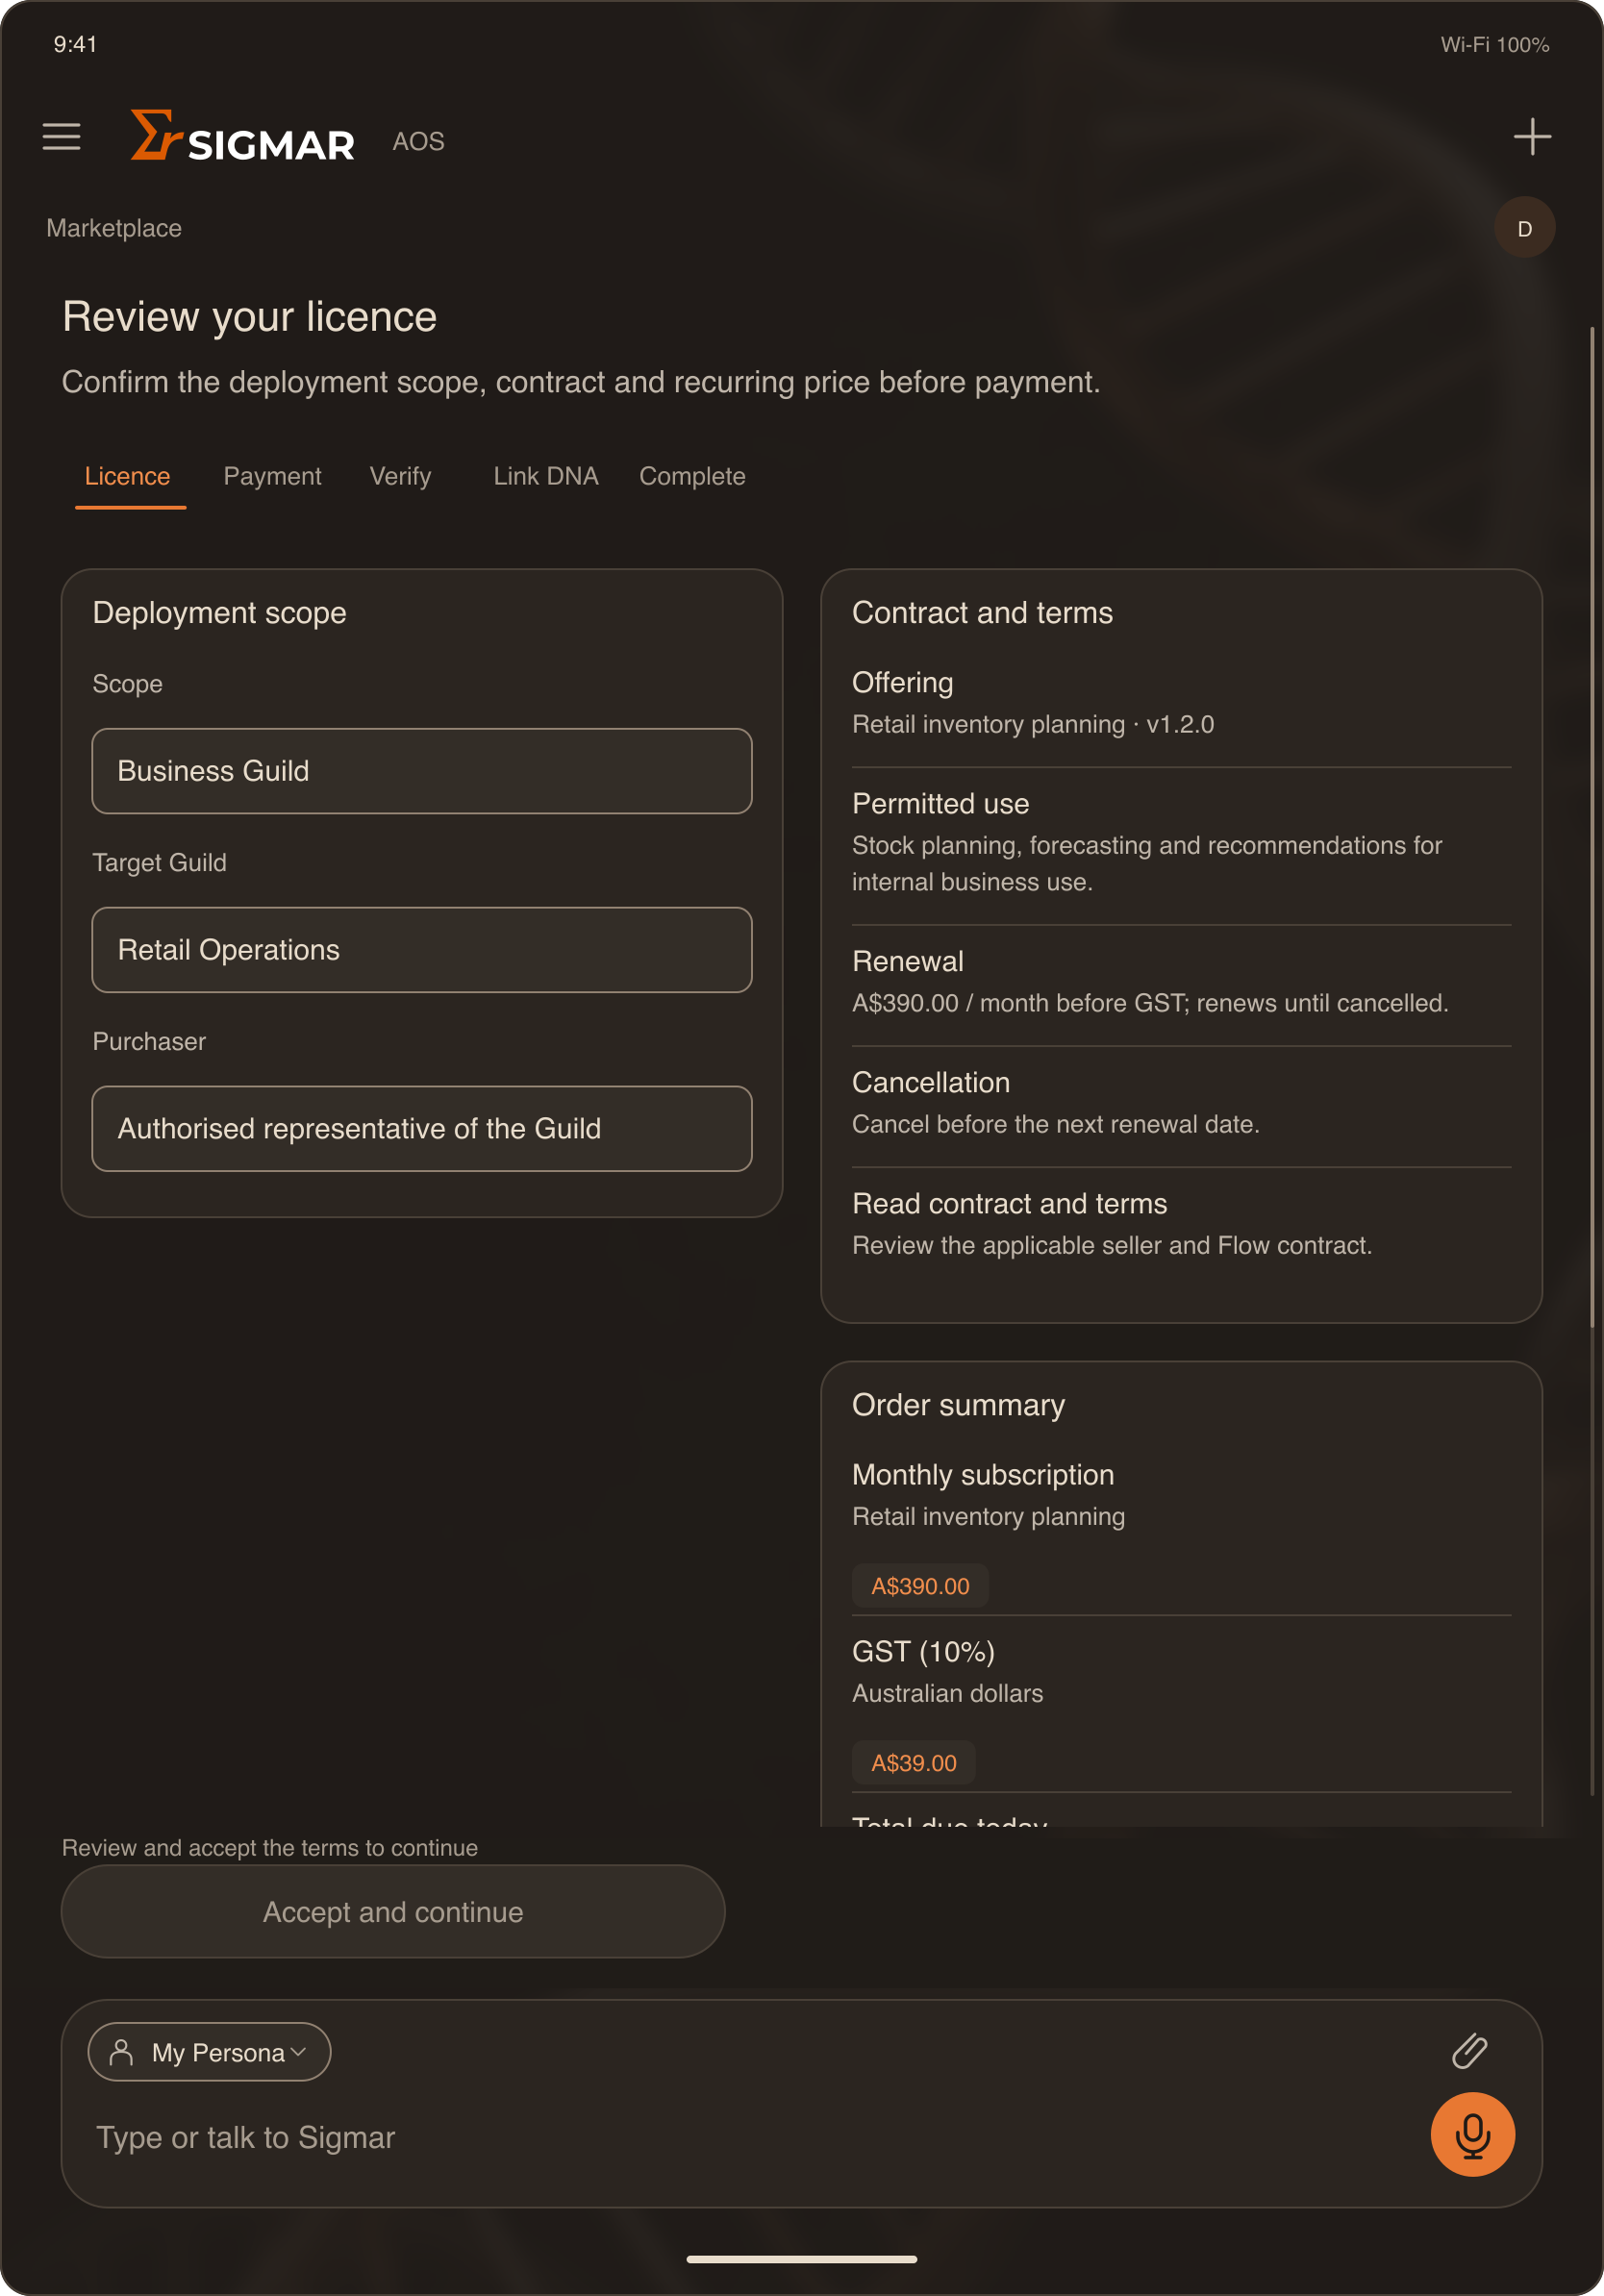 9:41
Wi-Fi 100%
Σr SIGMAR AOS
Marketplace
D
Review your licence
Confirm the deployment scope, contract and recurring price before payment.
Licence Payment Verify Link DNA Complete
Deployment scope
Scope
Business Guild
Target Guild
Retail Operations
Purchaser
Authorised representative of the Guild
Contract and terms
Offering
Retail inventory planning · v1.2.0
Permitted use
Stock planning, forecasting and recommendations for
internal business use.
Renewal
A$390.00 / month before GST; renews until cancelled.
Cancellation
Cancel before the next renewal date.
Read contract and terms
Review the applicable seller and Flow contract.
Order summary
Monthly subscription
Retail inventory planning
A$390.00
GST (10%)
Australian dollars
A$39.00
Total due today
Review and accept the terms to continue
Accept and continue
My Persona
Type or talk to Sigmar